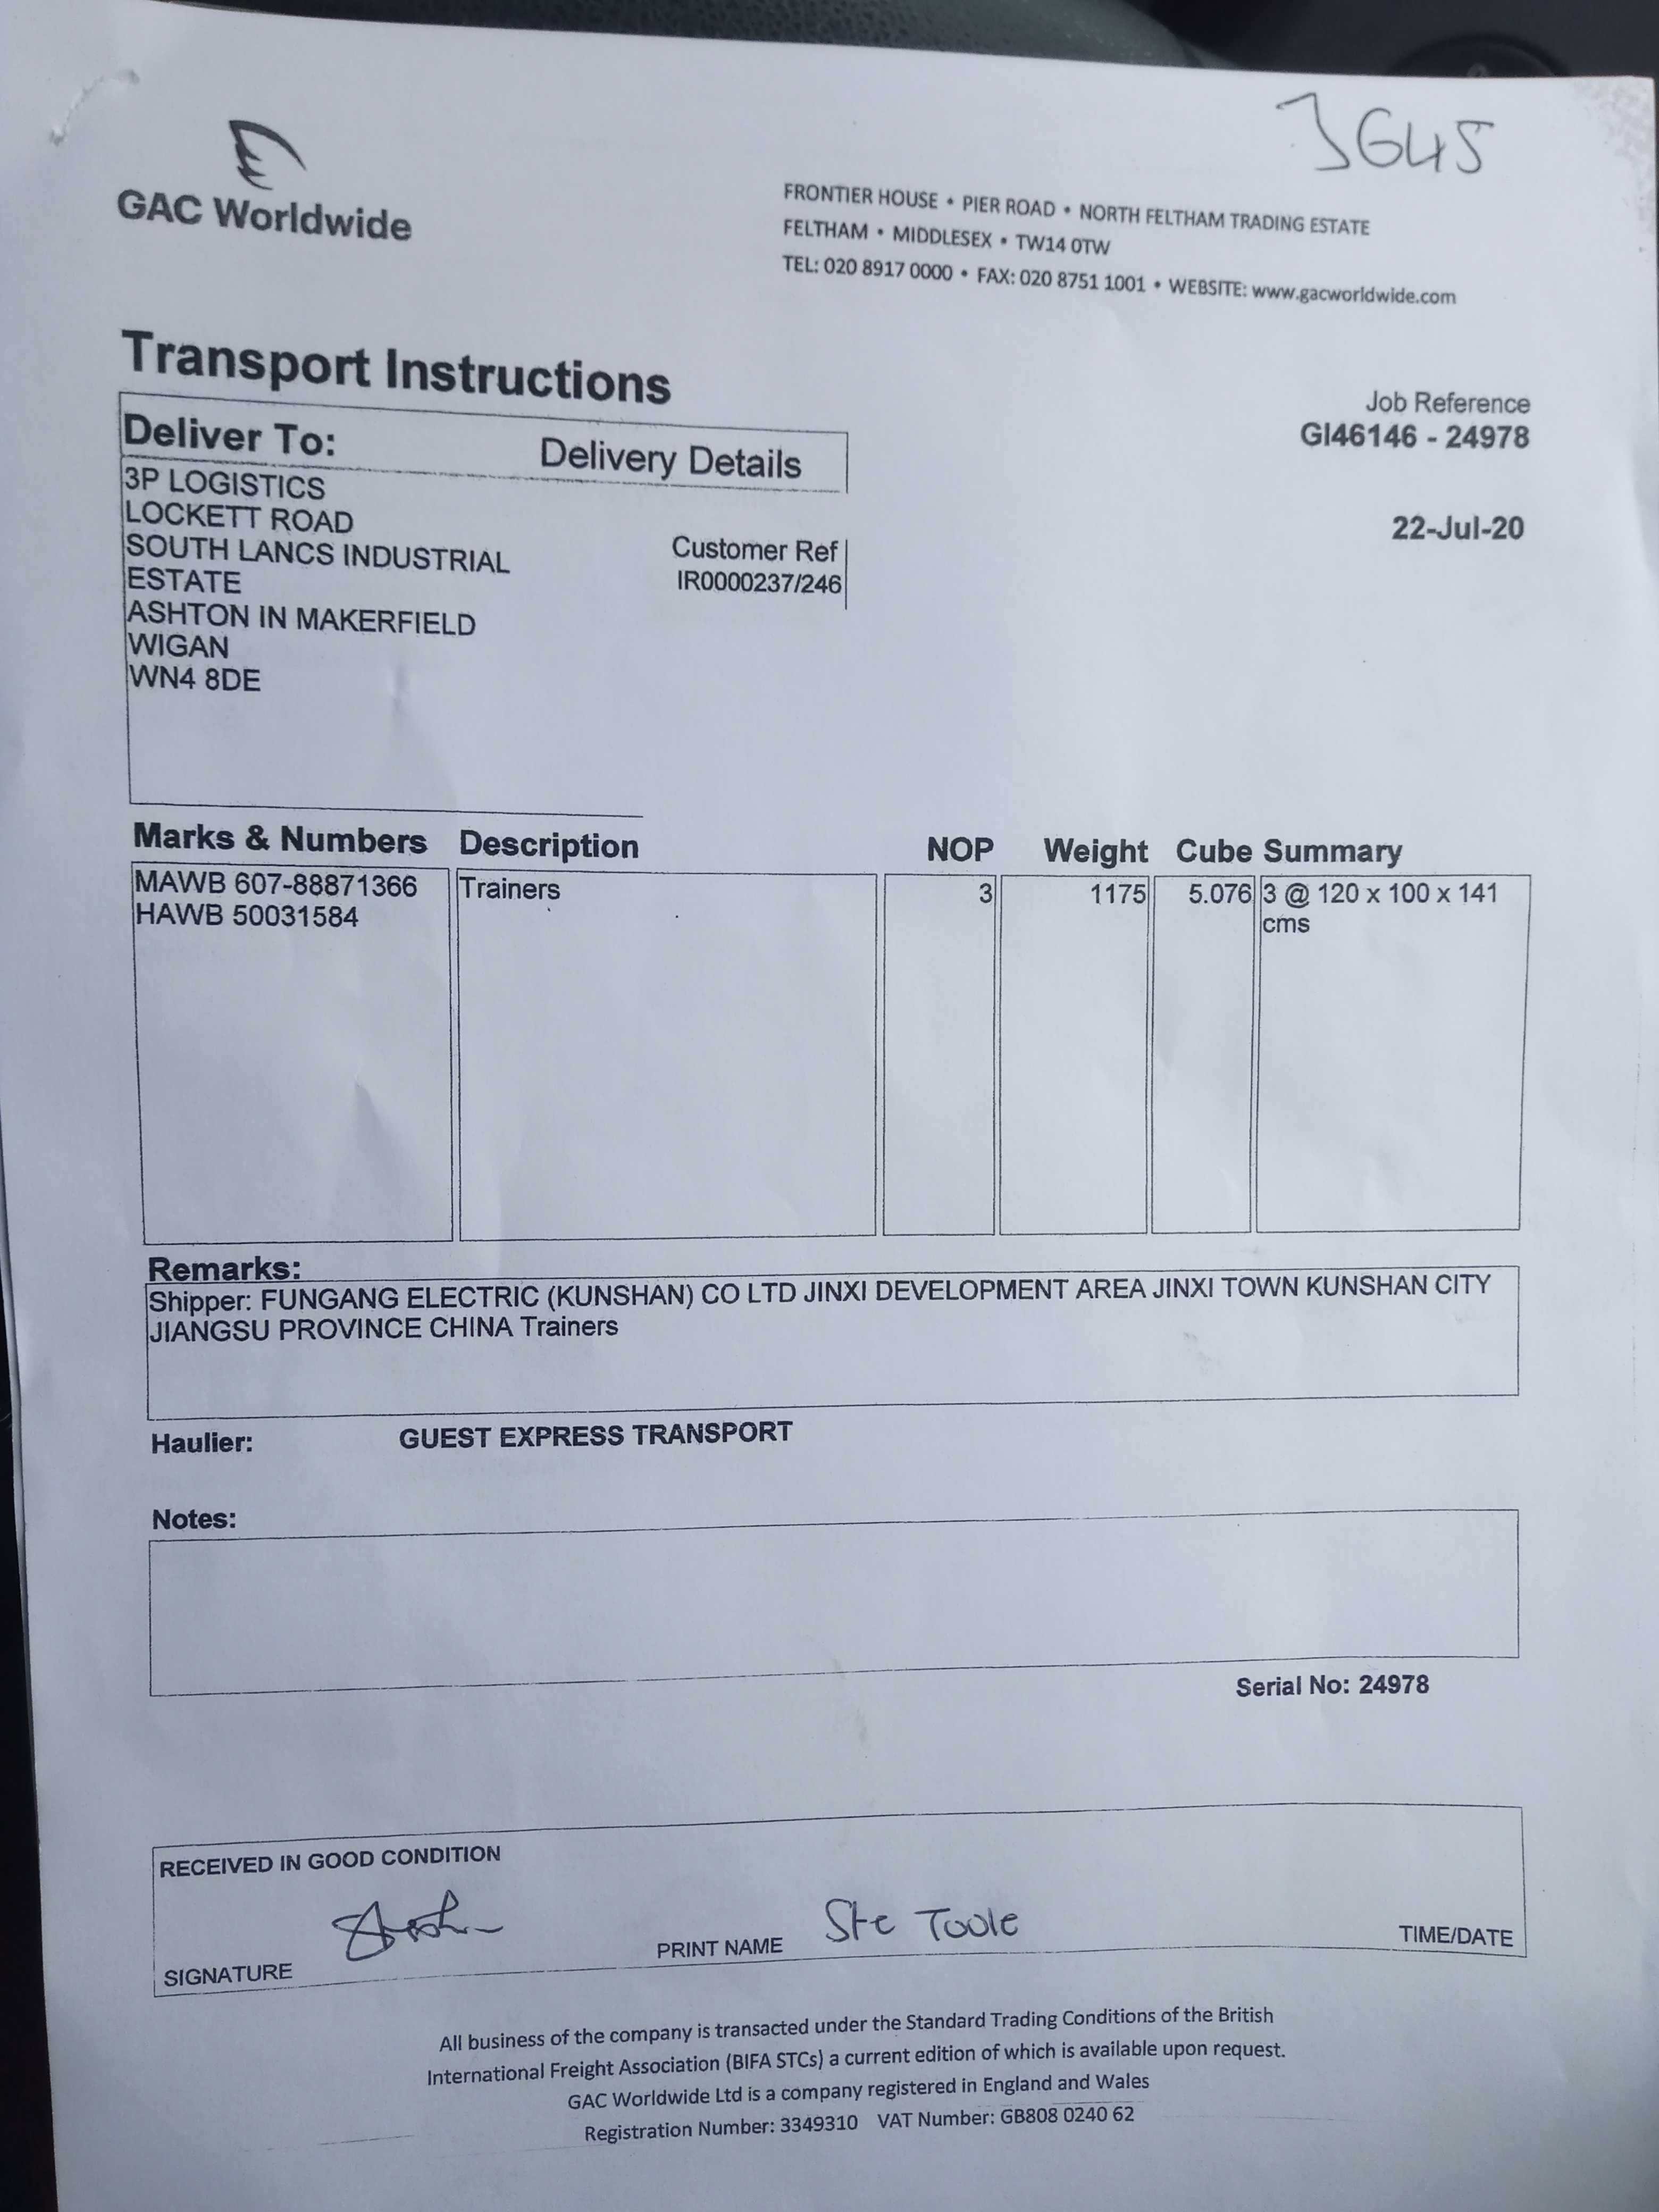 3G45
GAC Worldwide
FRONTIER HOUSE • PIER ROAD • NORTH FELTHAM TRADING ESTATE
FELTHAM • MIDDLESEX • TW14 0TW
TEL: 020 8917 0000 • FAX: 020 8751 1001 • WEBSITE: www.gacworldwide.com
Transport Instructions
Job Reference
GI46146 - 24978
22-Jul-20
Deliver To: Delivery Details
3P LOGISTICS
LOCKETT ROAD
SOUTH LANCS INDUSTRIAL
ESTATE
ASHTON IN MAKERFIELD
WIGAN
WN4 8DE
Customer Ref
IR0000237/246
Marks & Numbers Description NOP Weight Cube Summary
MAWB 607-88871366 Trainers 3 1175 5.076 3 @ 120 x 100 x 141
HAWB 50031584 cms
Remarks:
Shipper: FUNGANG ELECTRIC (KUNSHAN) CO LTD JINXI DEVELOPMENT AREA JINXI TOWN KUNSHAN CITY
JIANGSU PROVINCE CHINA Trainers
Haulier: GUEST EXPRESS TRANSPORT
Notes:
Serial No: 24978
RECEIVED IN GOOD CONDITION
SIGNATURE PRINT NAME Ste Toole TIME/DATE
All business of the company is transacted under the Standard Trading Conditions of the British
International Freight Association (BIFA STCs) a current edition of which is available upon request.
GAC Worldwide Ltd is a company registered in England and Wales
Registration Number: 3349310 VAT Number: GB808 0240 62